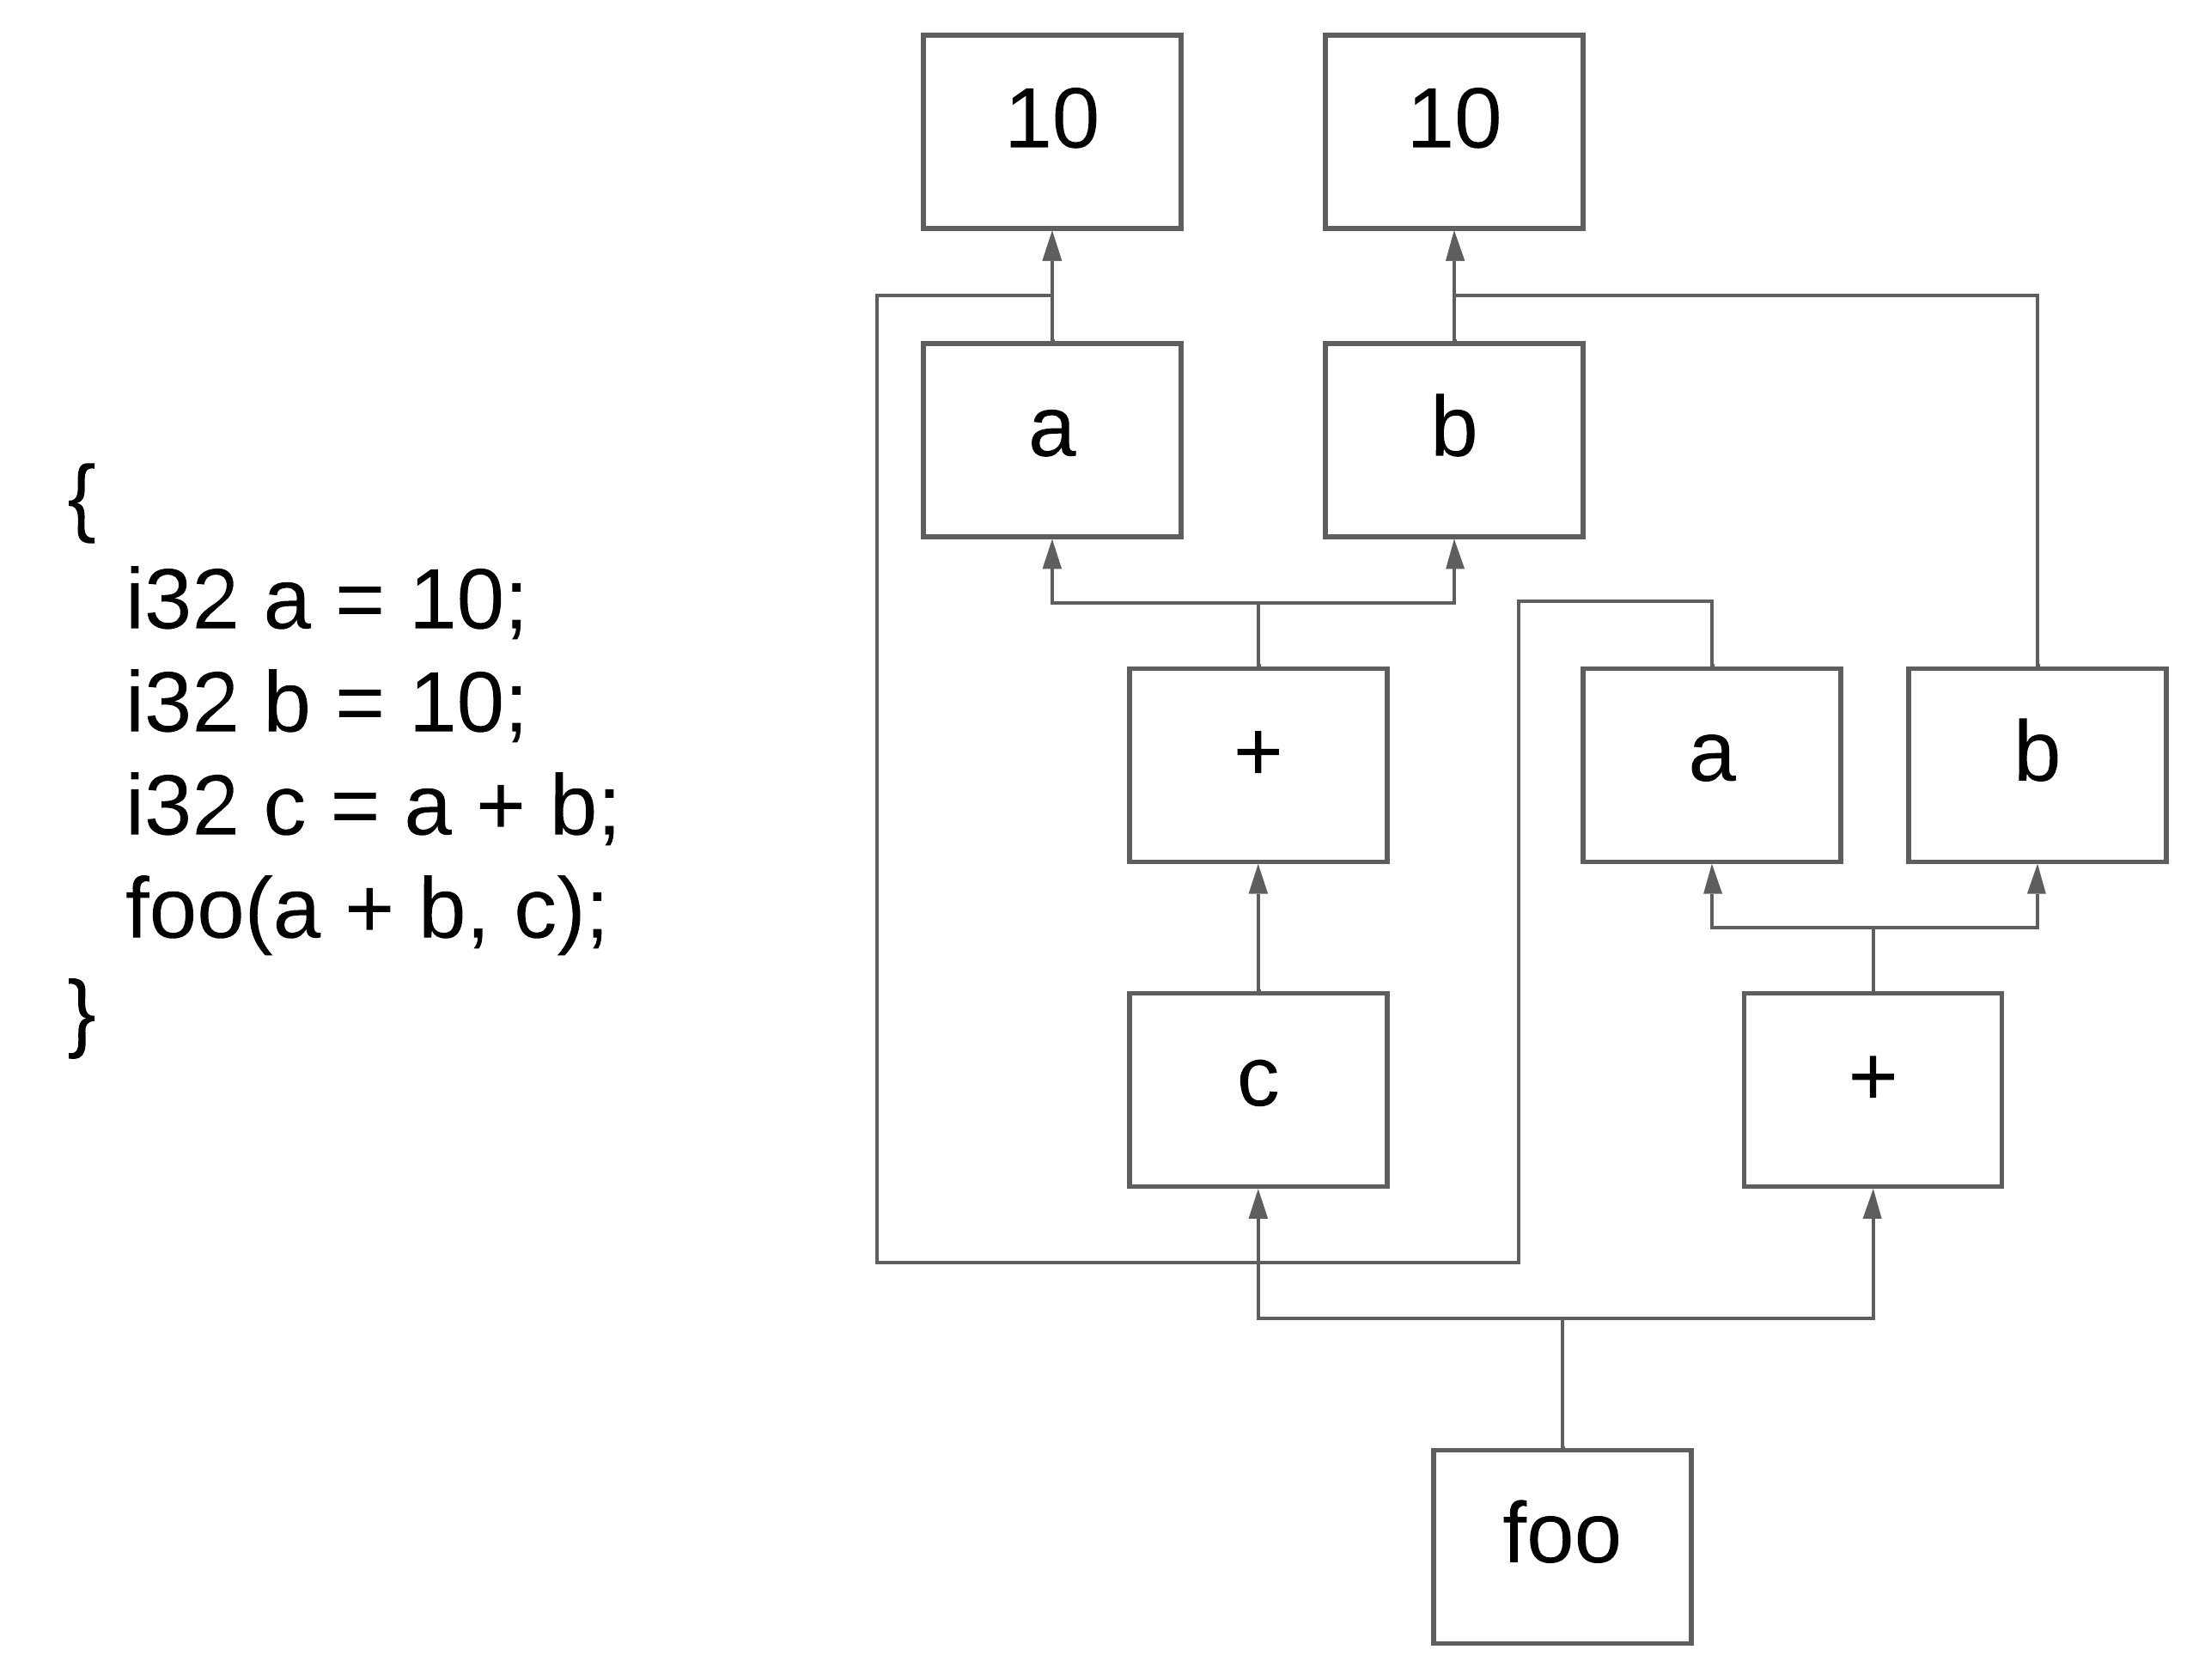 {
i32 a = 10;
i32 b = 10;
i32 c = a + b;
foo(a + b, c);
}
10
10
a
b
+
a
b
c
+
foo